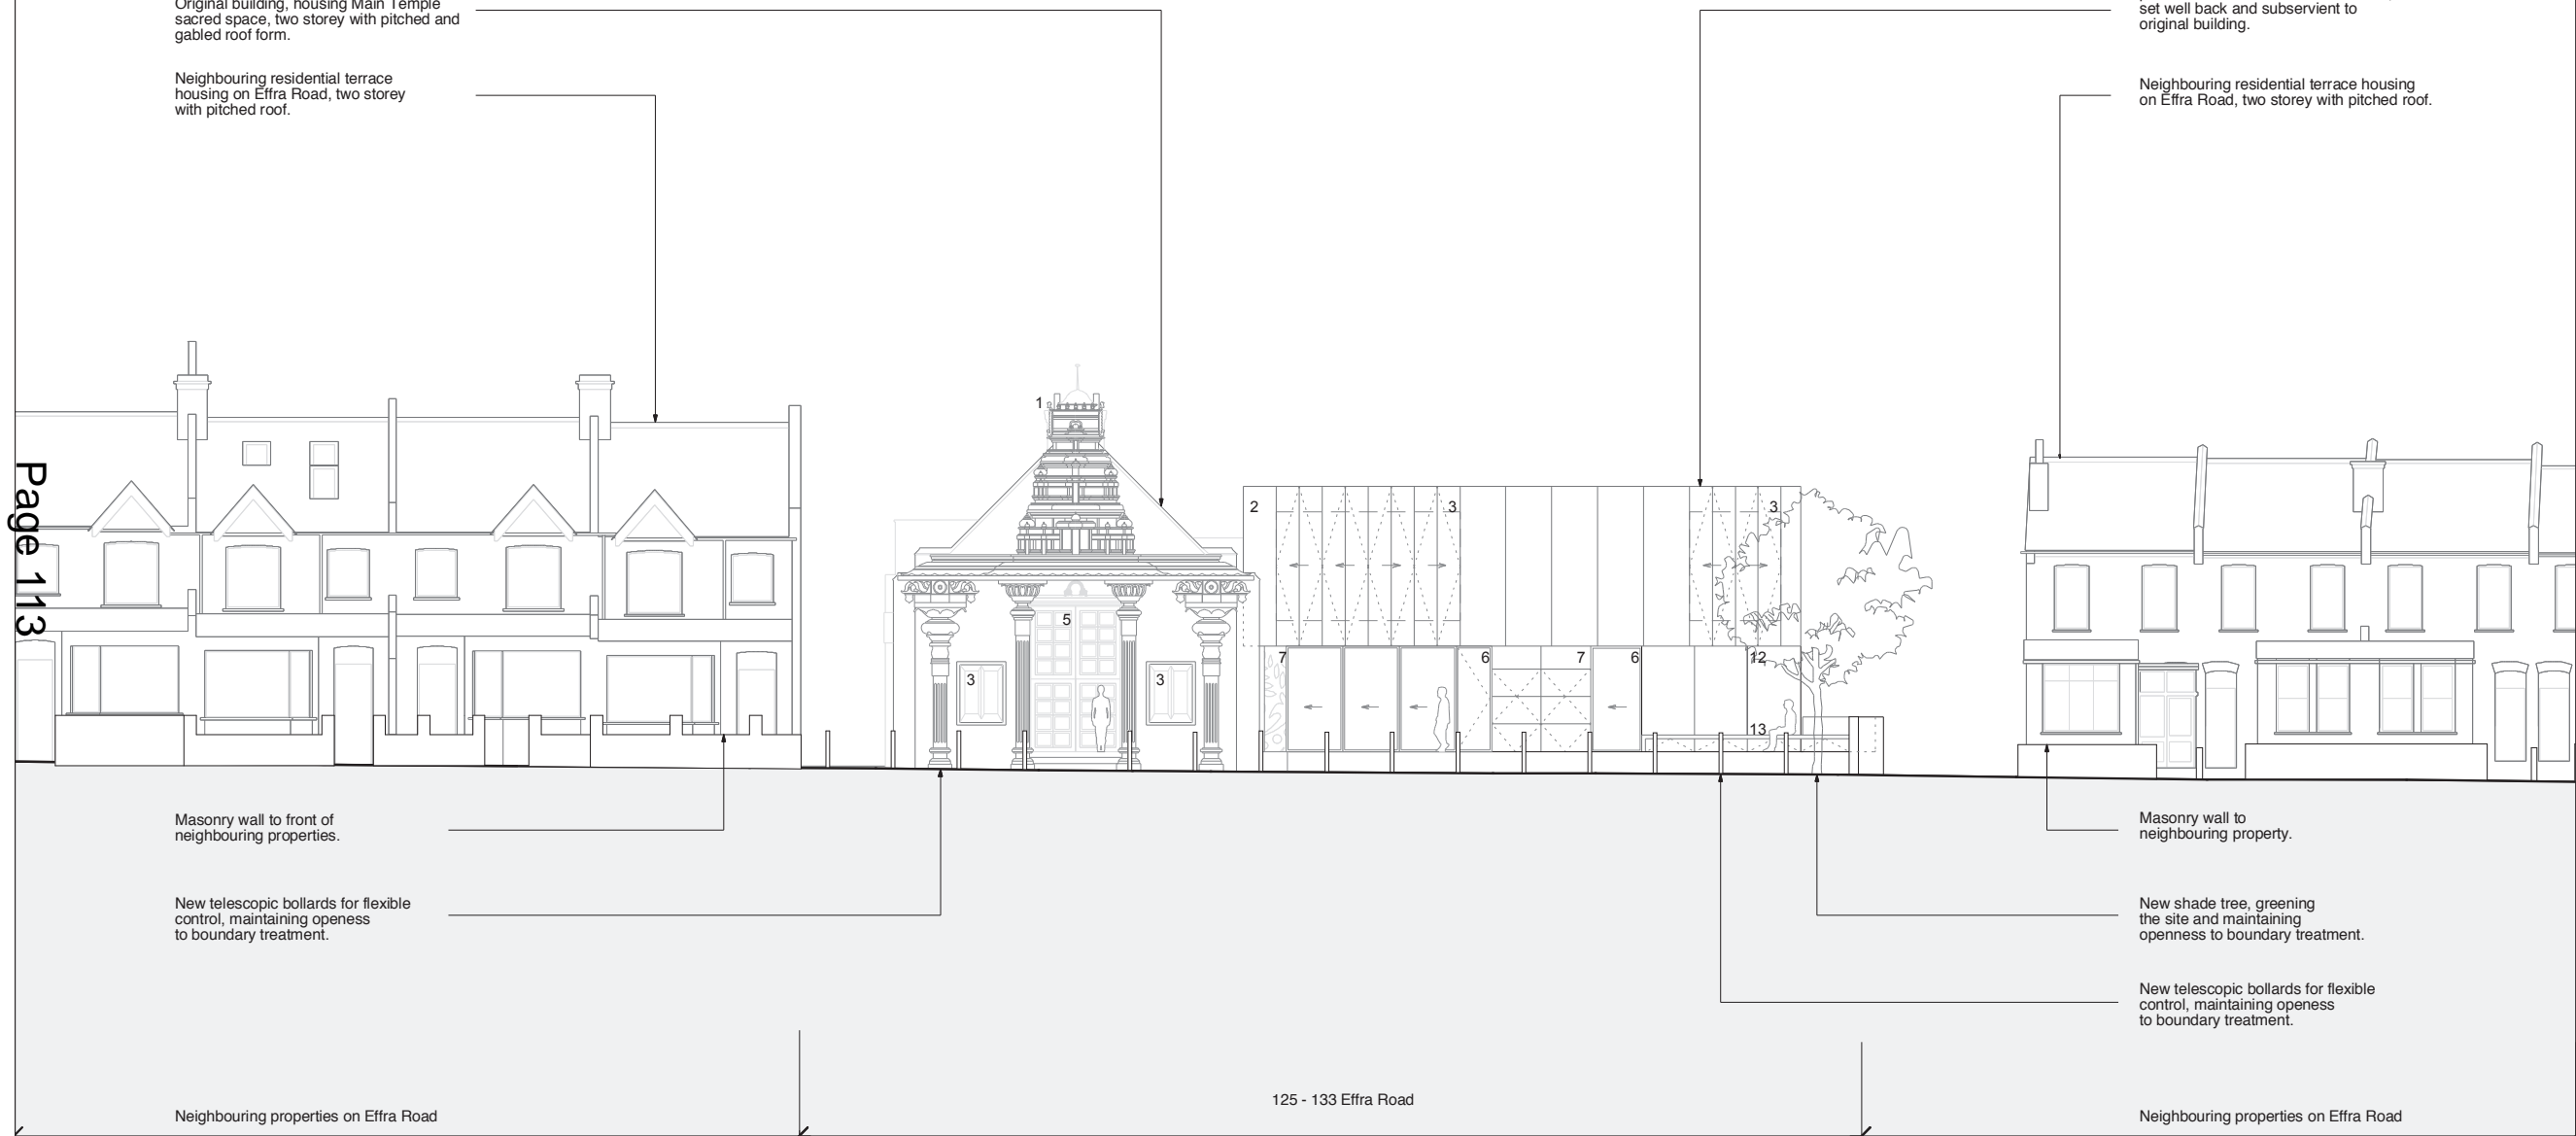 Original building, housing Main Temple
sacred space, two storey with pitched and
gabled roof form.
Neighbouring residential terrace
housing on Effra Road, two storey
with pitched roof.
set well back and subservient to
original building.
Neighbouring residential terrace housing
on Effra Road, two storey with pitched roof.
Page 113
1
2
3
3
5
3
3
7
6
7
6
12
13
Masonry wall to front of
neighbouring properties.
New telescopic bollards for flexible
control, maintaining openess
to boundary treatment.
Masonry wall to
neighbouring property.
New shade tree, greening
the site and maintaining
openness to boundary treatment.
New telescopic bollards for flexible
control, maintaining openess
to boundary treatment.
Neighbouring properties on Effra Road
125 - 133 Effra Road
Neighbouring properties on Effra Road